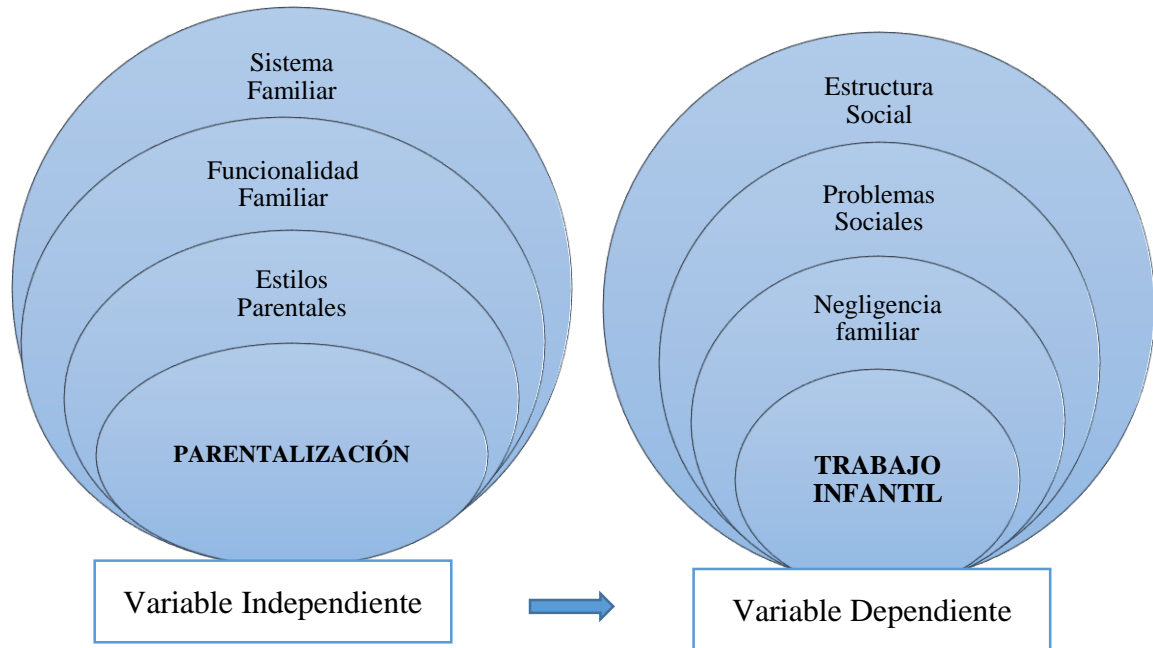 Sistema
Familiar
Funcionalidad
Familiar
Estilos
Parentales
PARENTALIZACIÓN
Variable Independiente
Estructura
Social
Problemas
Sociales
Negligencia
familiar
TRABAJO
INFANTIL
Variable Dependiente